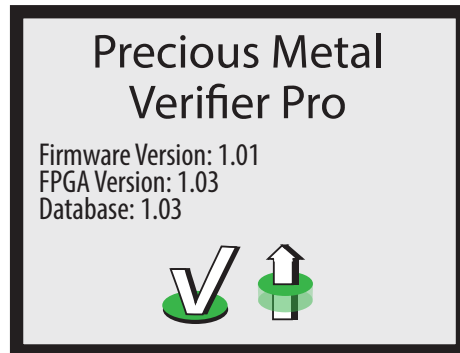 Precious Metal
Verifier Pro
Firmware Version: 1.01
FPGA Version: 1.03
Database: 1.03